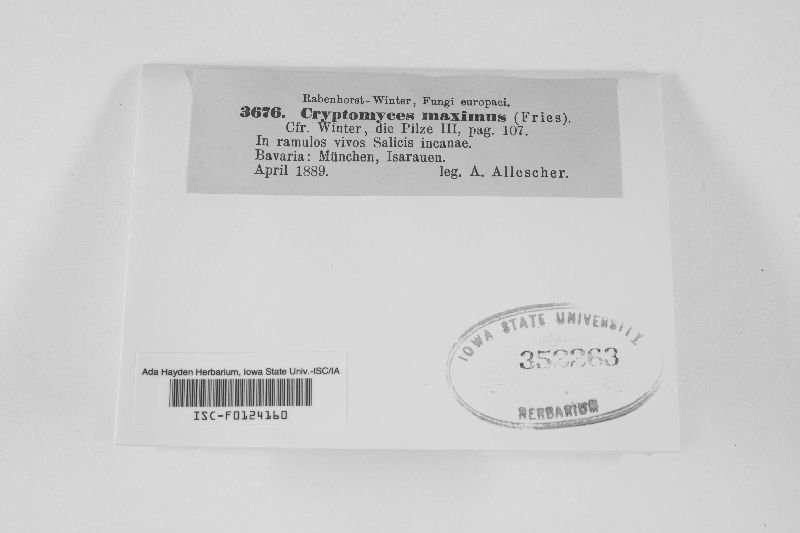 Rabenhorst-Winter, Fungi europaei.
3676. Cryptomyces maximus (Fries).
Cfr. Winter, die Pilze III, pag. 107.
In ramulos vivos Salicis incanae.
Bavaria: München, Isarauen.
April 1889. leg. A. Allescher.
IOWA STATE UNIVERSITY
352263
HERBARIUM
Ada Hayden Herbarium, Iowa State Univ.-ISC/IA
ISC-F0124160